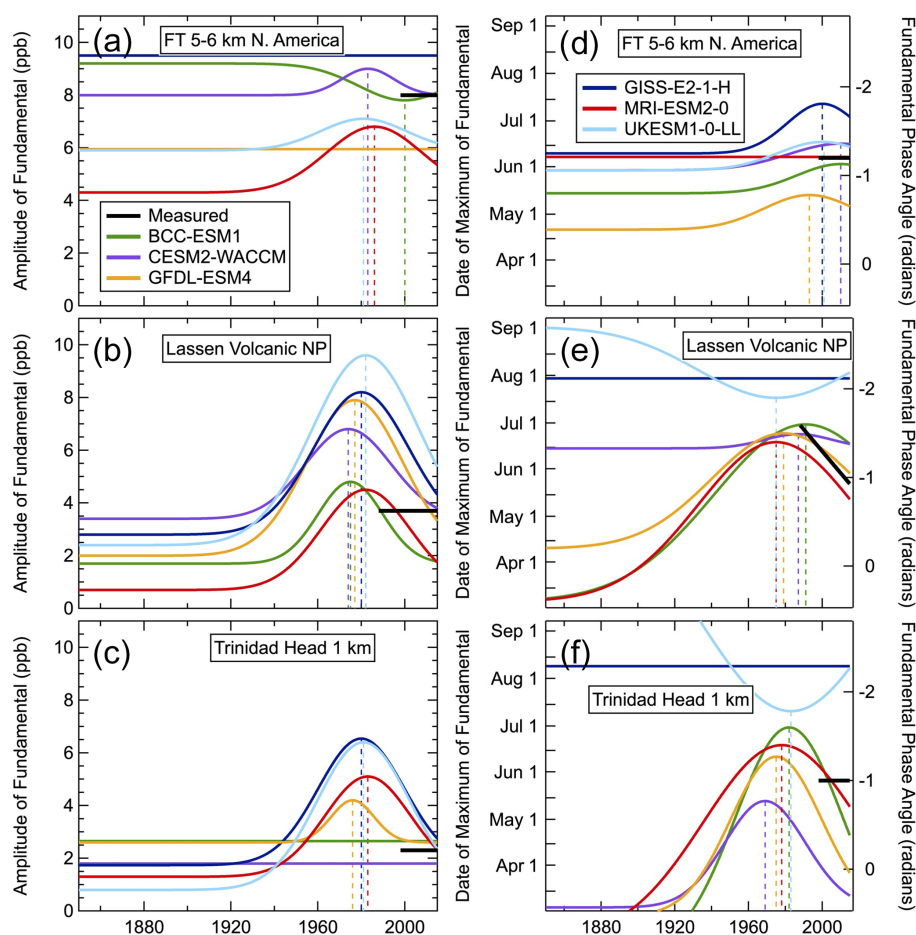 (a)
FT 5-6 km N. America
Amplitude of Fundamental (ppb)
10
8
6
4
2
0
Measured
BCC-ESM1
CESM2-WACCM
GFDL-ESM4
(d)
FT 5-6 km N. America
Date of Maximum of Fundamental
Sep 1
Aug 1
Jul 1
Jun 1
May 1
Apr 1
GISS-E2-1-H
MRI-ESM2-0
UKESM1-0-LL
-2
-1
0
Fundamental Phase Angle (radians)
(b)
Lassen Volcanic NP
Amplitude of Fundamental (ppb)
10
8
6
4
2
0
(e)
Lassen Volcanic NP
Date of Maximum of Fundamental
Sep 1
Aug 1
Jul 1
Jun 1
May 1
Apr 1
-2
-1
0
Fundamental Phase Angle (radians)
(c)
Trinidad Head 1 km
Amplitude of Fundamental (ppb)
10
8
6
4
2
0
1880 1920 1960 2000
(f)
Trinidad Head 1 km
Date of Maximum of Fundamental
Sep 1
Aug 1
Jul 1
Jun 1
May 1
Apr 1
-2
-1
0
Fundamental Phase Angle (radians)
1880 1920 1960 2000